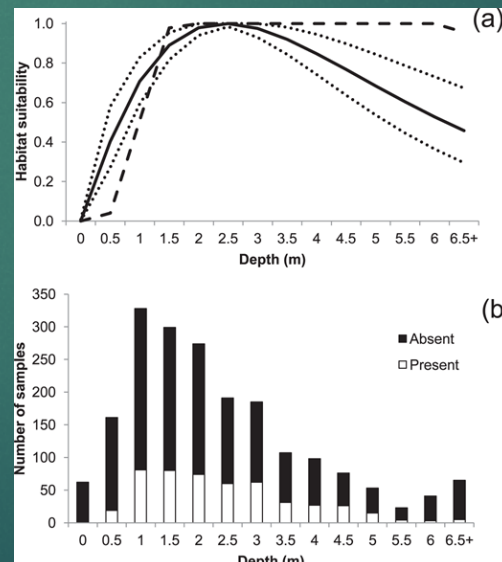 (a)
1.0
0.8
0.6
0.4
0.2
0.0
Habitat suitability
0 0.5 1 1.5 2 2.5 3 3.5 4 4.5 5 5.5 6 6.5+
Depth (m)
(b
350
300
250
200
150
100
50
0
Number of samples
Absent
Present
0 0.5 1 1.5 2 2.5 3 3.5 4 4.5 5 5.5 6 6.5+
Depth (m)